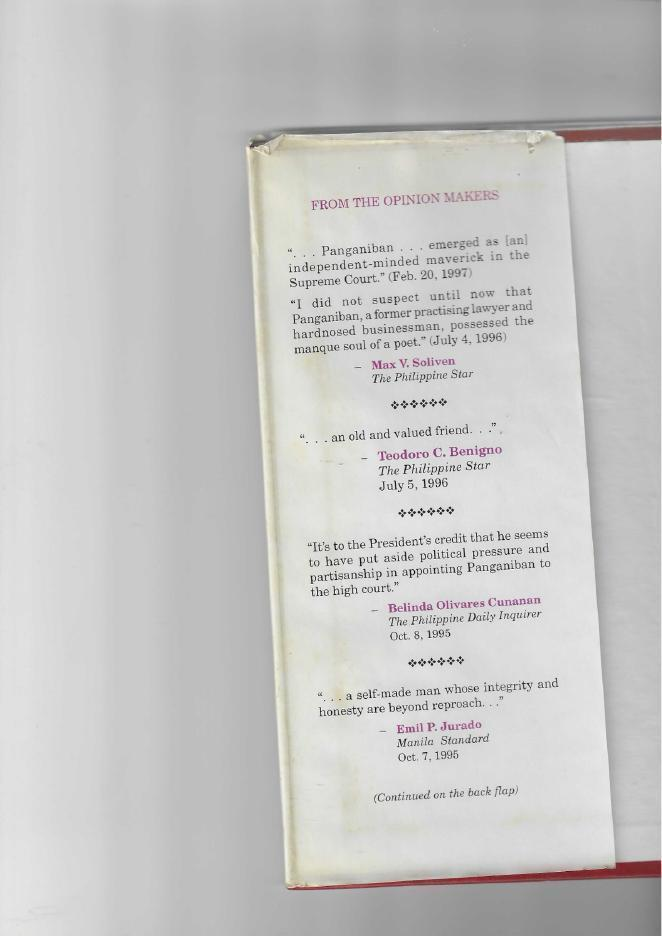 FROM THE OPINION MAKERS
". . . Panganiban . . . emerged as [an]
independent-minded maverick in the
Supreme Court." (Feb. 20, 1997)
"I did not suspect until now that
Panganiban, a former practising lawyer and
hardnosed businessman, possessed the
manque soul of a poet." (July 4, 1996)
– Max V. Soliven
The Philippine Star
". . . an old and valued friend. . .".
– Teodoro C. Benigno
The Philippine Star
July 5, 1996
"It's to the President's credit that he seems
to have put aside political pressure and
partisanship in appointing Panganiban to
the high court."
– Belinda Olivares Cunanan
The Philippine Daily Inquirer
Oct. 8, 1995
". . . a self-made man whose integrity and
honesty are beyond reproach. . ."
– Emil P. Jurado
Manila Standard
Oct. 7, 1995
(Continued on the back flap)